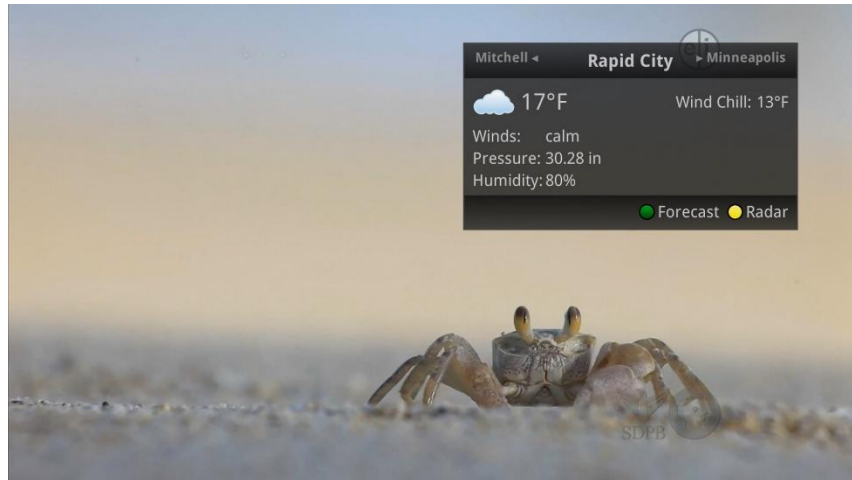 eli
Mitchell ◂ Rapid City ▸ Minneapolis
17°F Wind Chill: 13°F
Winds: calm
Pressure: 30.28 in
Humidity: 80%
Forecast Radar
SDPB